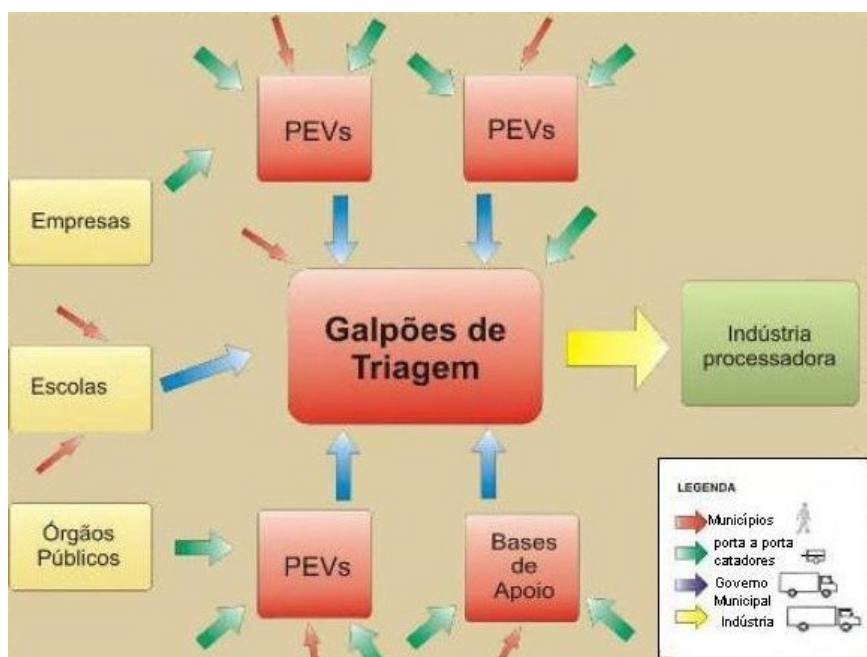 PEVs
PEVs
Empresas
Galpões de
Triagem
Indústria
processadora
Escolas
Órgãos
Públicos
PEVs
Bases
de
Apoio
LEGENDA
Municípios
porta a porta
catadores
Governo
Municipal
Indústria